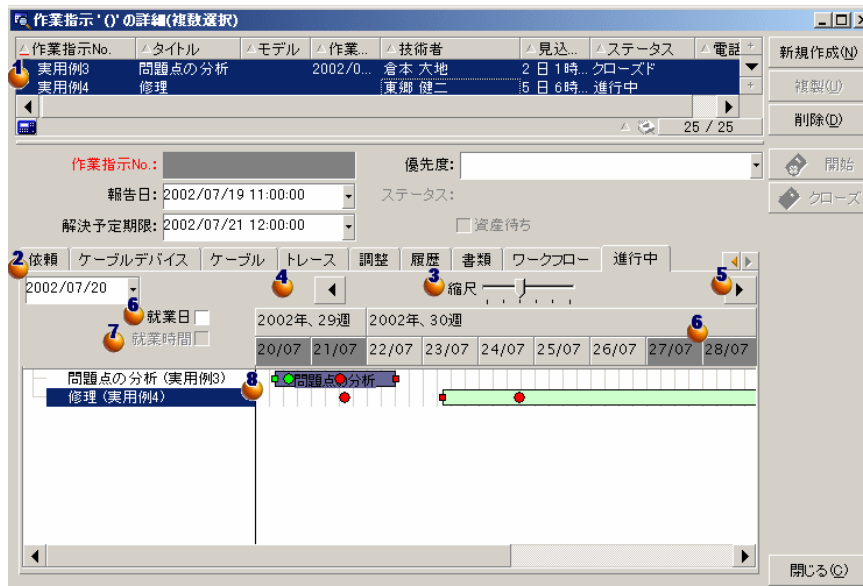 作業指示 '()' の詳細(複数選択)
作業指示No. タイトル モデル 作業... 技術者 見込... ステータス 電話
1
実用例3 問題点の分析 2002/0... 倉本 大地 2 日 1時... クローズド
実用例4 修理 東郷 健二 5 日 6時... 進行中
25 / 25
新規作成(N)
複製(U)
削除(D)
開始
クローズ
作業指示No.: 優先度:
報告日: 2002/07/19 11:00:00 ステータス:
解決予定期限: 2002/07/21 12:00:00 資産待ち
2 依頼 ケーブルデバイス ケーブル トレース 調整 履歴 書類 ワークフロー 進行中
2002/07/20 4 3 縮尺 5
6 就業日
7 就業時間
2002年、29週 2002年、30週 6
20/07 21/07 22/07 23/07 24/07 25/07 26/07 27/07 28/07
問題点の分析 (実用例3) 8 問題点の分析
修理 (実用例4)
閉じる(C)